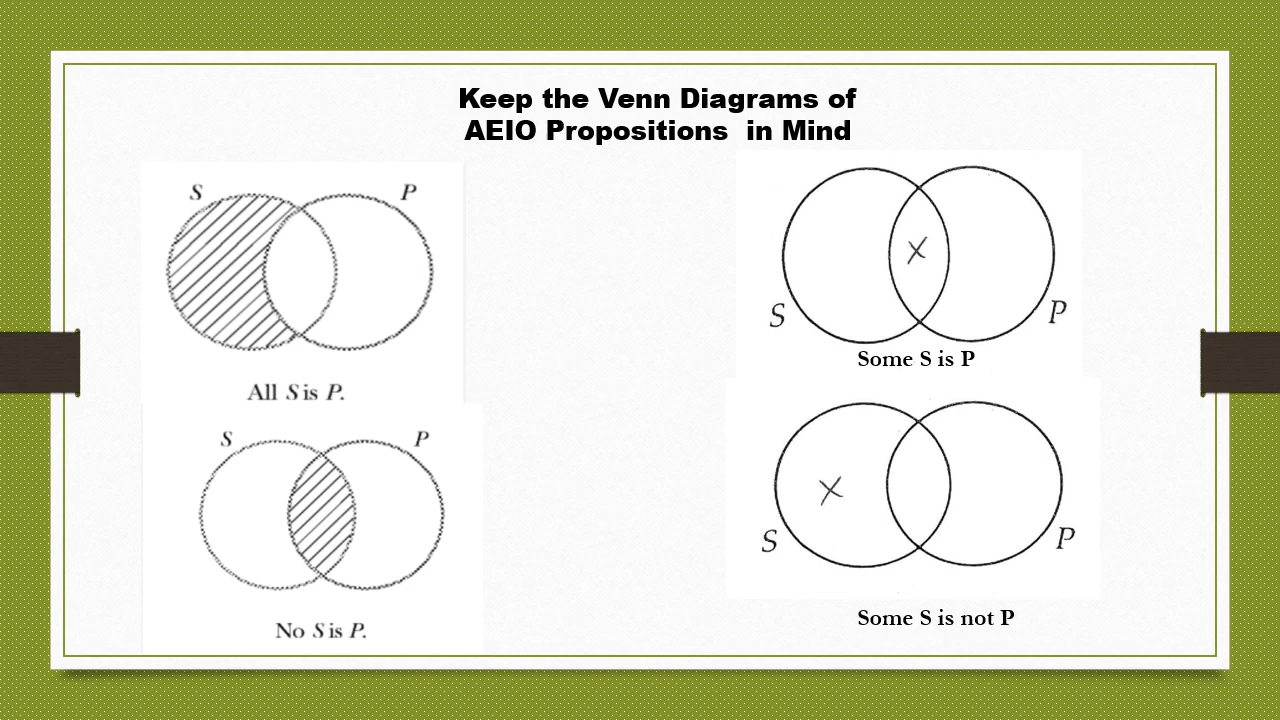 Keep the Venn Diagrams of
AEIO Propositions in Mind
S P
All S is P.
S P
No S is P.
X
S P
Some S is P
X
S P
Some S is not P